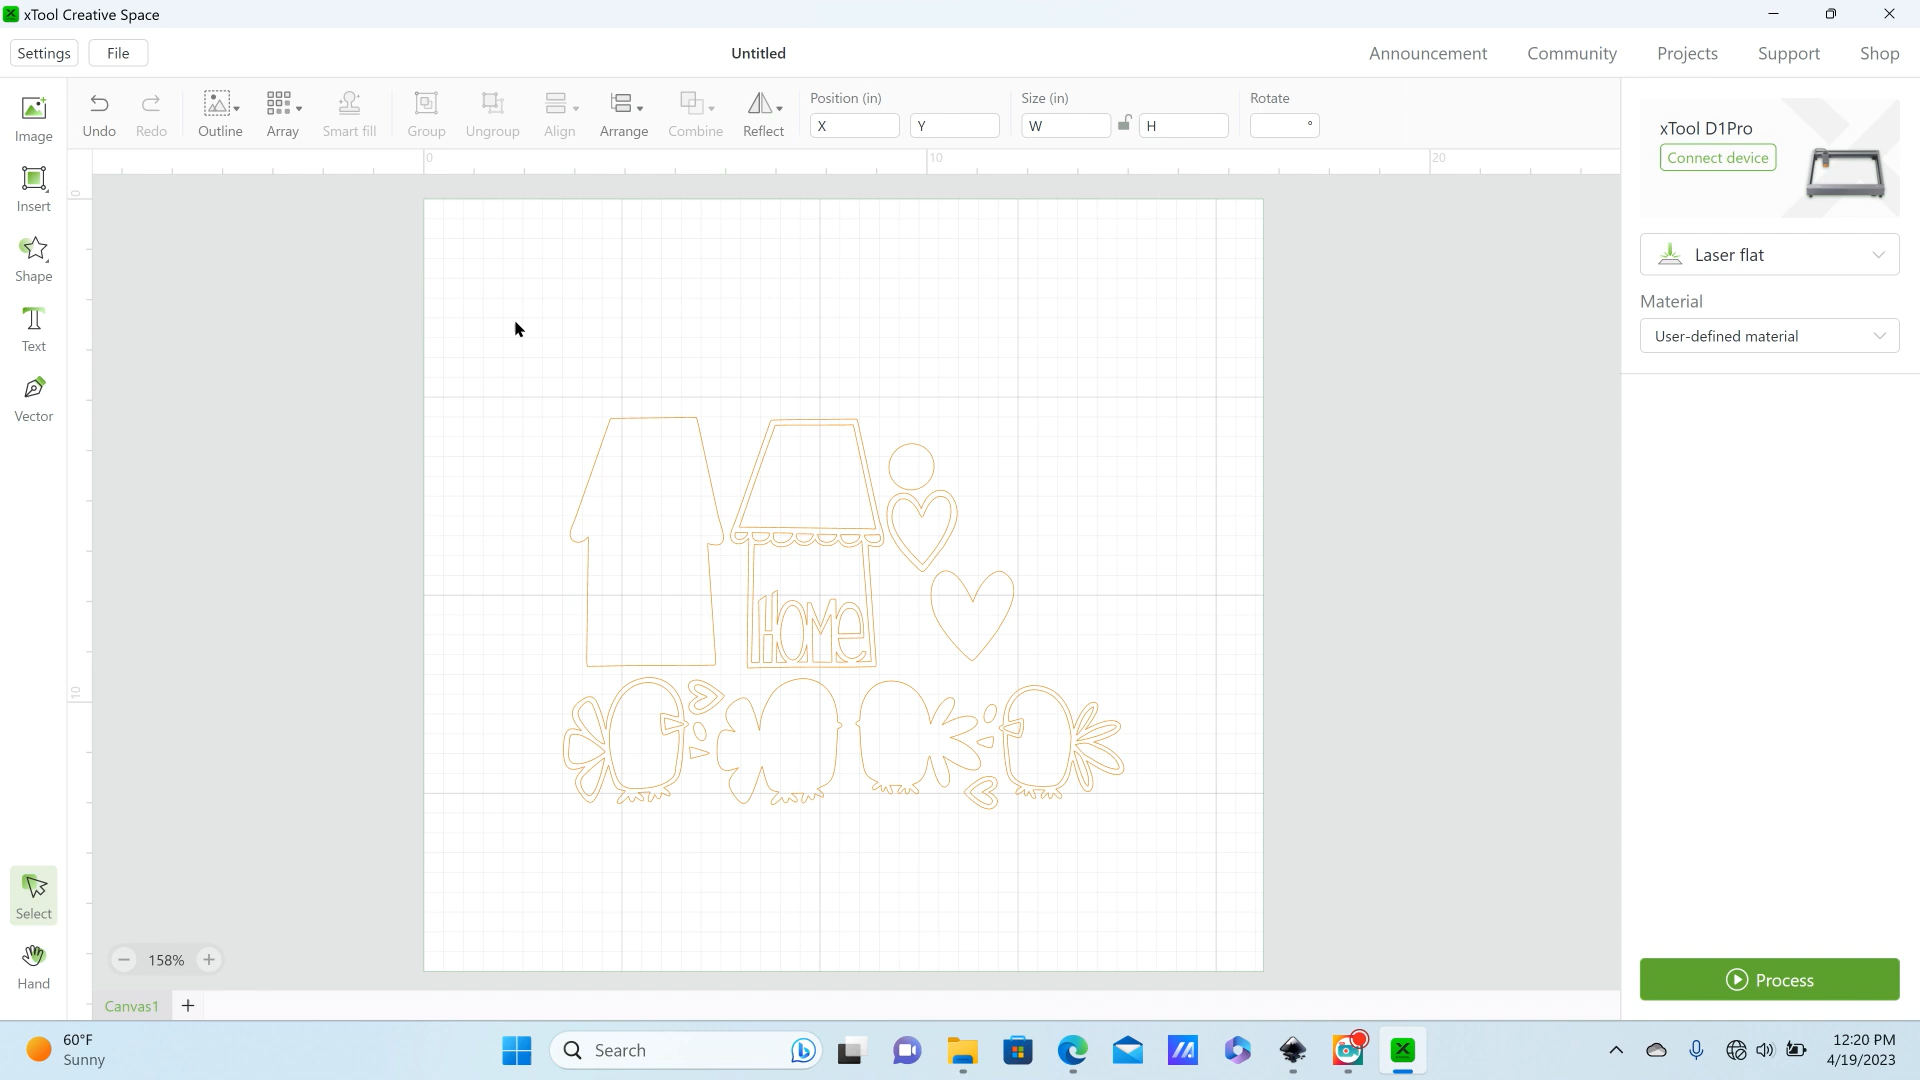 xTool Creative Space
Settings File Untitled Announcement Community Projects Support Shop
Image
Insert
Shape
Text
Vector
Select
Hand
Undo Redo Outline Array Smart fill Group Ungroup Align Arrange Combine Reflect
Position (in) Size (in) Rotate
X Y W H °
0 10 20
0
10
Home
158%
Canvas1
xTool D1Pro
Connect device
Laser flat
Material
User-defined material
Process
60°F
Sunny
Search
12:20 PM
4/19/2023